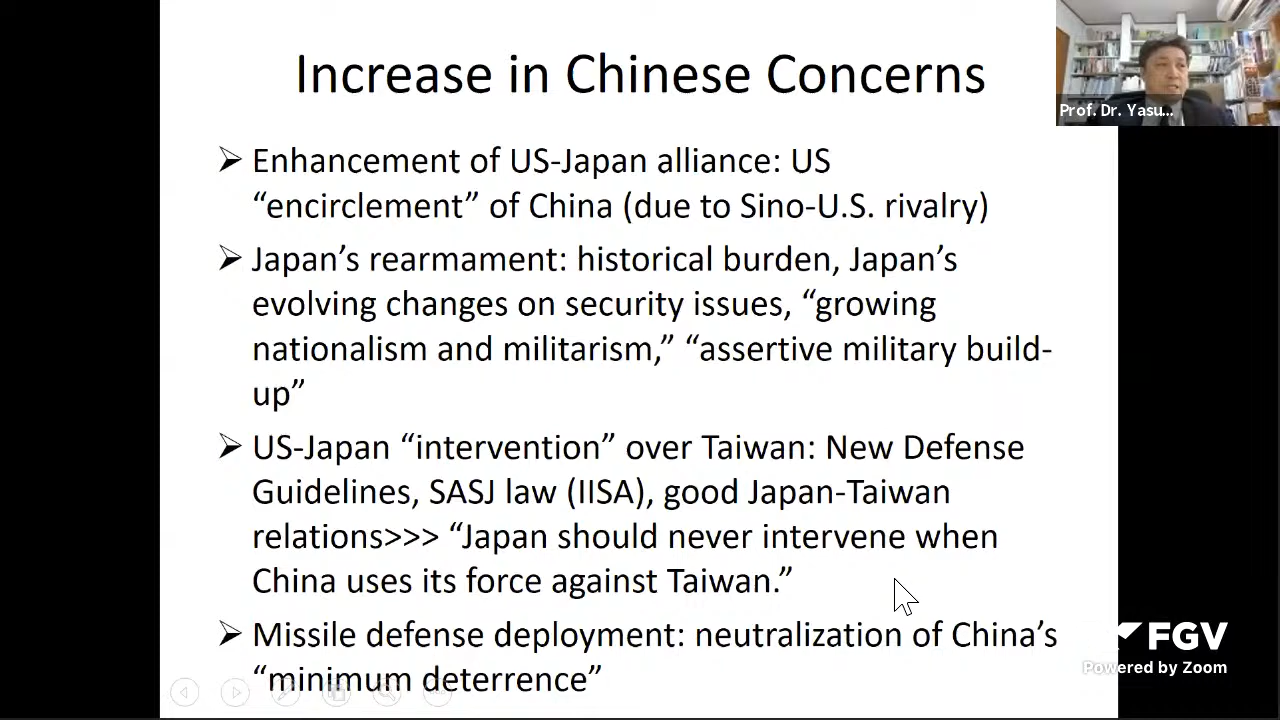 Increase in Chinese Concerns
Prof. Dr. Yasu...
➢ Enhancement of US-Japan alliance: US
“encirclement” of China (due to Sino-U.S. rivalry)
➢ Japan’s rearmament: historical burden, Japan’s
evolving changes on security issues, “growing
nationalism and militarism,” “assertive military build-
up”
➢ US-Japan “intervention” over Taiwan: New Defense
Guidelines, SASJ law (IISA), good Japan-Taiwan
relations>>> “Japan should never intervene when
China uses its force against Taiwan.”
➢ Missile defense deployment: neutralization of China’s
“minimum deterrence”
FGV
Powered by Zoom